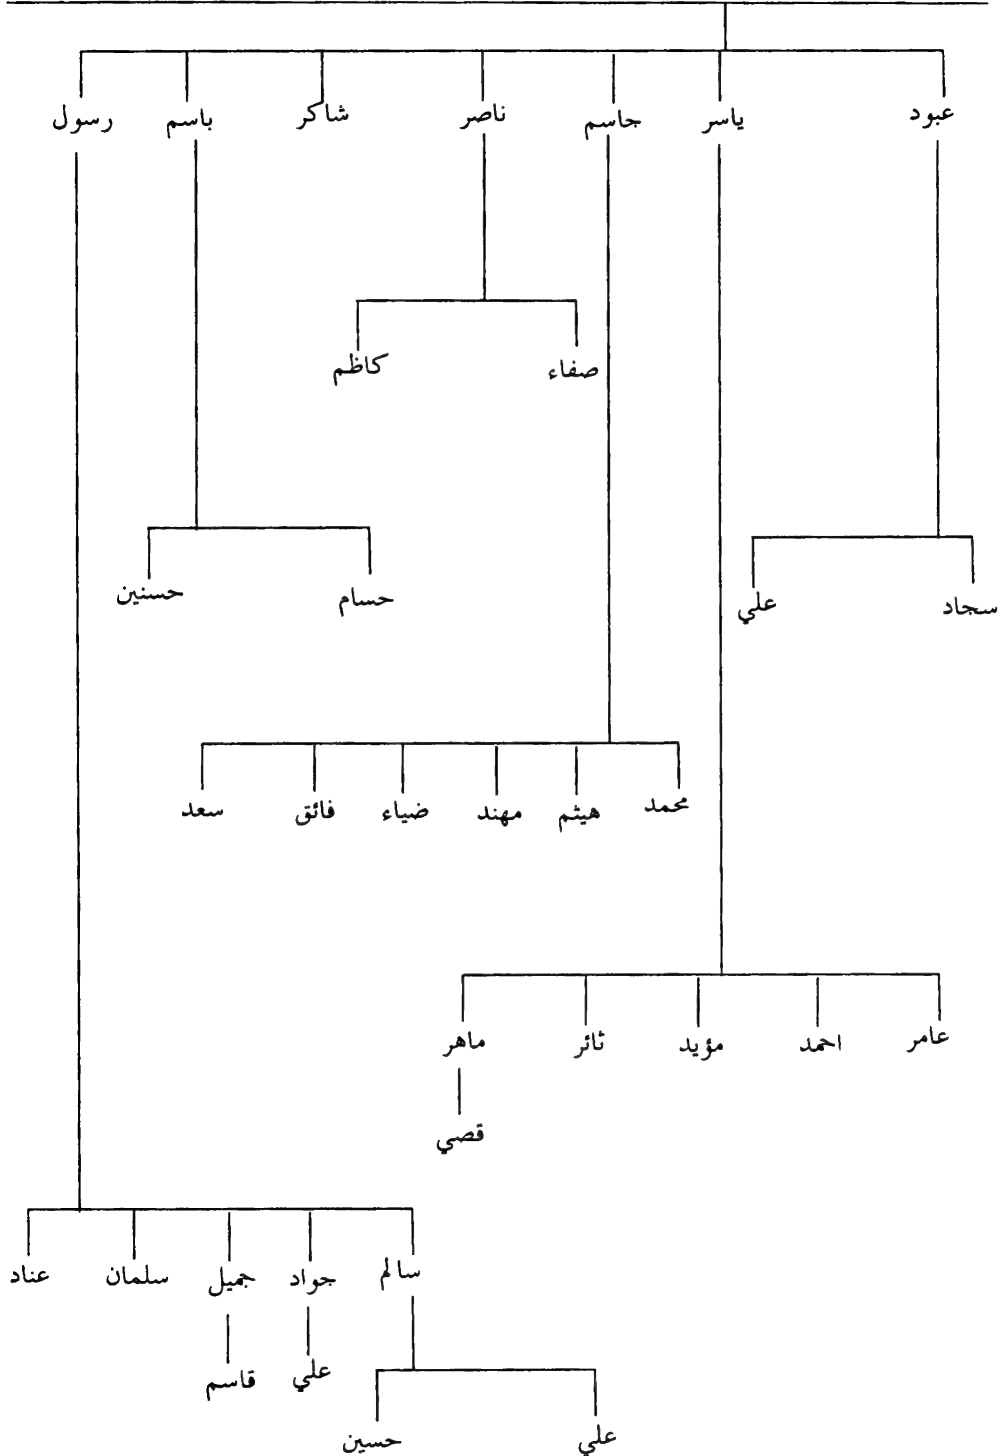 عبود ياسر جاسم ناصر شاكر باسم رسول
صفاء كاظم
سجاد علي حسام حسنين
محمد هيثم مهند ضياء فائق سعد
عامر احمد مؤيد ثائر ماهر
قصي
سالم جواد جميل سلمان عناد
علي قاسم
علي حسين